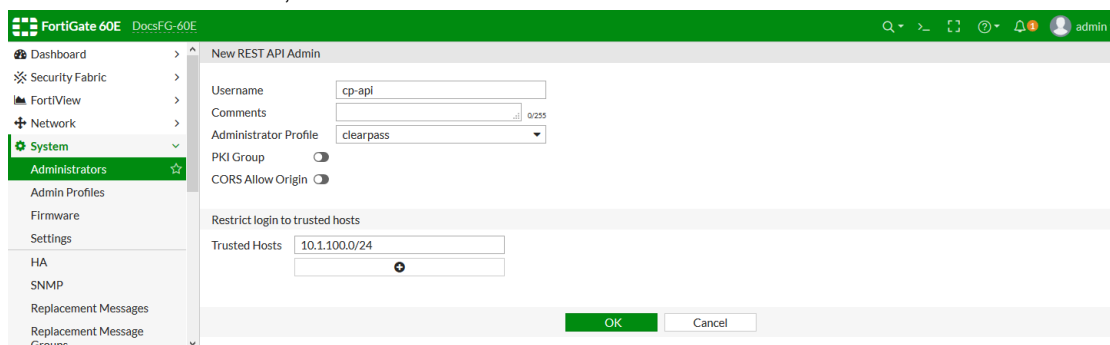 FortiGate 60E DocsFG-60E
1 admin
Dashboard
Security Fabric
FortiView
Network
System
Administrators
Admin Profiles
Firmware
Settings
HA
SNMP
Replacement Messages
Replacement Message
Groups
New REST API Admin
Username cp-api
Comments 0/255
Administrator Profile clearpass
PKI Group
CORS Allow Origin
Restrict login to trusted hosts
Trusted Hosts 10.1.100.0/24
OK Cancel